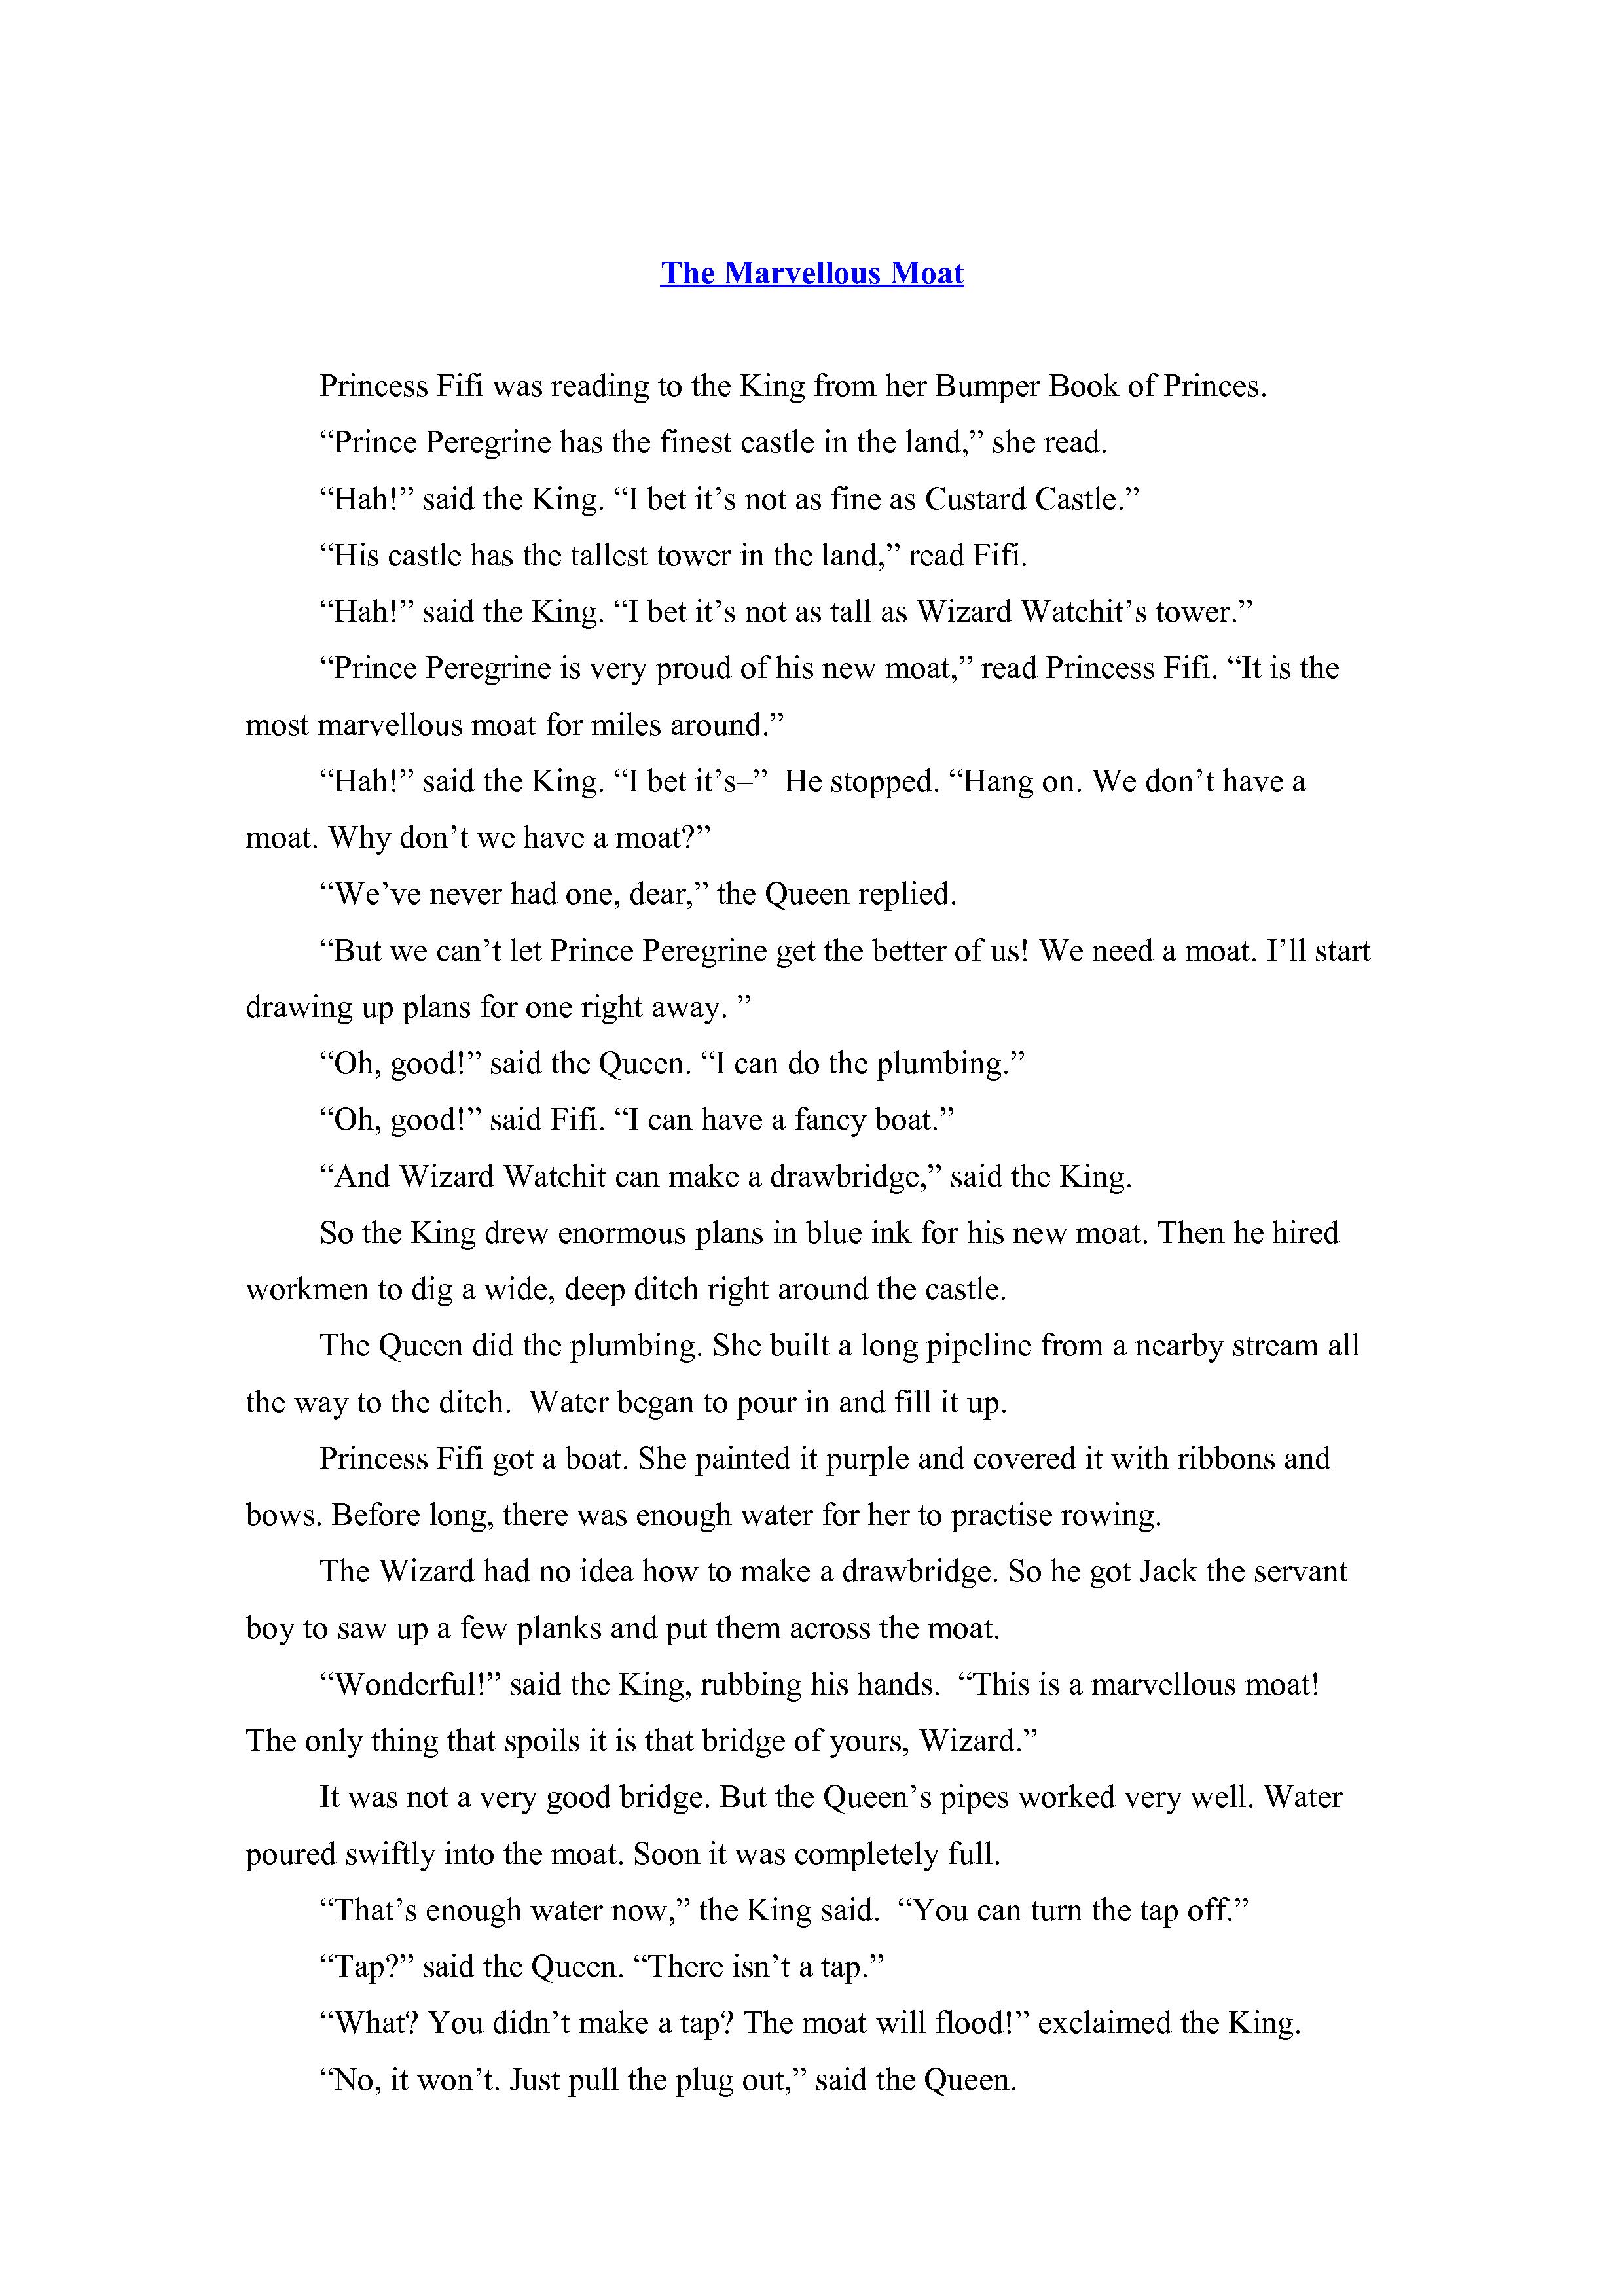 The Marvellous Moat
Princess Fifi was reading to the King from her Bumper Book of Princes.
“Prince Peregrine has the finest castle in the land,” she read.
“Hah!” said the King. “I bet it’s not as fine as Custard Castle.”
“His castle has the tallest tower in the land,” read Fifi.
“Hah!” said the King. “I bet it’s not as tall as Wizard Watchit’s tower.”
“Prince Peregrine is very proud of his new moat,” read Princess Fifi. “It is the
most marvellous moat for miles around.”
“Hah!” said the King. “I bet it’s–”  He stopped. “Hang on. We don’t have a
moat. Why don’t we have a moat?”
“We’ve never had one, dear,” the Queen replied.
“But we can’t let Prince Peregrine get the better of us! We need a moat. I’ll start
drawing up plans for one right away. ”
“Oh, good!” said the Queen. “I can do the plumbing.”
“Oh, good!” said Fifi. “I can have a fancy boat.”
“And Wizard Watchit can make a drawbridge,” said the King.
So the King drew enormous plans in blue ink for his new moat. Then he hired
workmen to dig a wide, deep ditch right around the castle.
The Queen did the plumbing. She built a long pipeline from a nearby stream all
the way to the ditch.  Water began to pour in and fill it up.
Princess Fifi got a boat. She painted it purple and covered it with ribbons and
bows. Before long, there was enough water for her to practise rowing.
The Wizard had no idea how to make a drawbridge. So he got Jack the servant
boy to saw up a few planks and put them across the moat.
“Wonderful!” said the King, rubbing his hands.  “This is a marvellous moat!
The only thing that spoils it is that bridge of yours, Wizard.”
It was not a very good bridge. But the Queen’s pipes worked very well. Water
poured swiftly into the moat. Soon it was completely full.
“That’s enough water now,” the King said.  “You can turn the tap off.”
“Tap?” said the Queen. “There isn’t a tap.”
“What? You didn’t make a tap? The moat will flood!” exclaimed the King.
“No, it won’t. Just pull the plug out,” said the Queen.